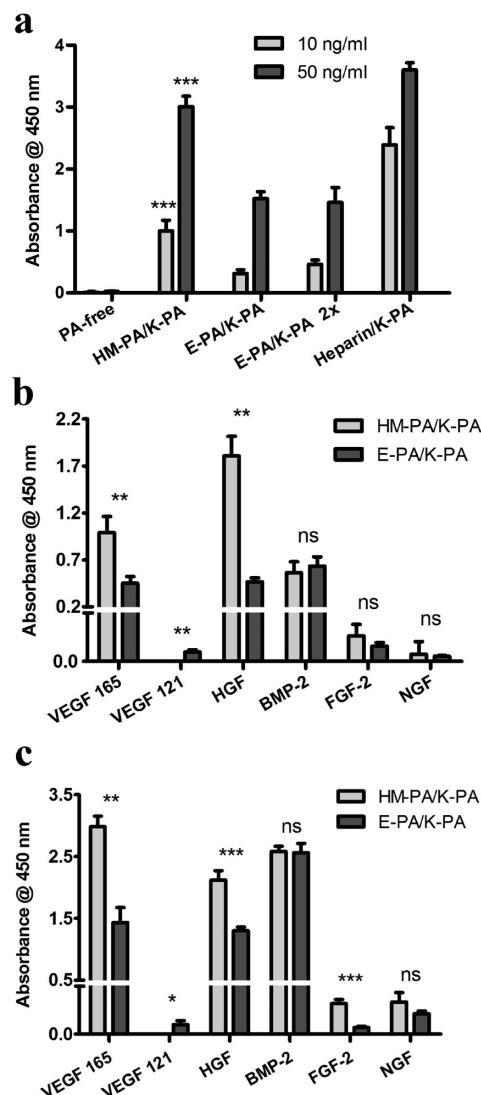 a
10 ng/ml
50 ng/ml
Absorbance @ 450 nm
4
3
2
1
0
***
***
PA-free
HM-PA/K-PA
E-PA/K-PA
E-PA/K-PA 2x
Heparin/K-PA
b
HM-PA/K-PA
E-PA/K-PA
Absorbance @ 450 nm
2.2
1.7
1.2
0.7
0.2
0.0
**
**
**
ns
ns
ns
VEGF 165
VEGF 121
HGF
BMP-2
FGF-2
NGF
c
HM-PA/K-PA
E-PA/K-PA
Absorbance @ 450 nm
3.5
2.5
1.5
0.5
0.0
**
*
***
ns
***
ns
VEGF 165
VEGF 121
HGF
BMP-2
FGF-2
NGF